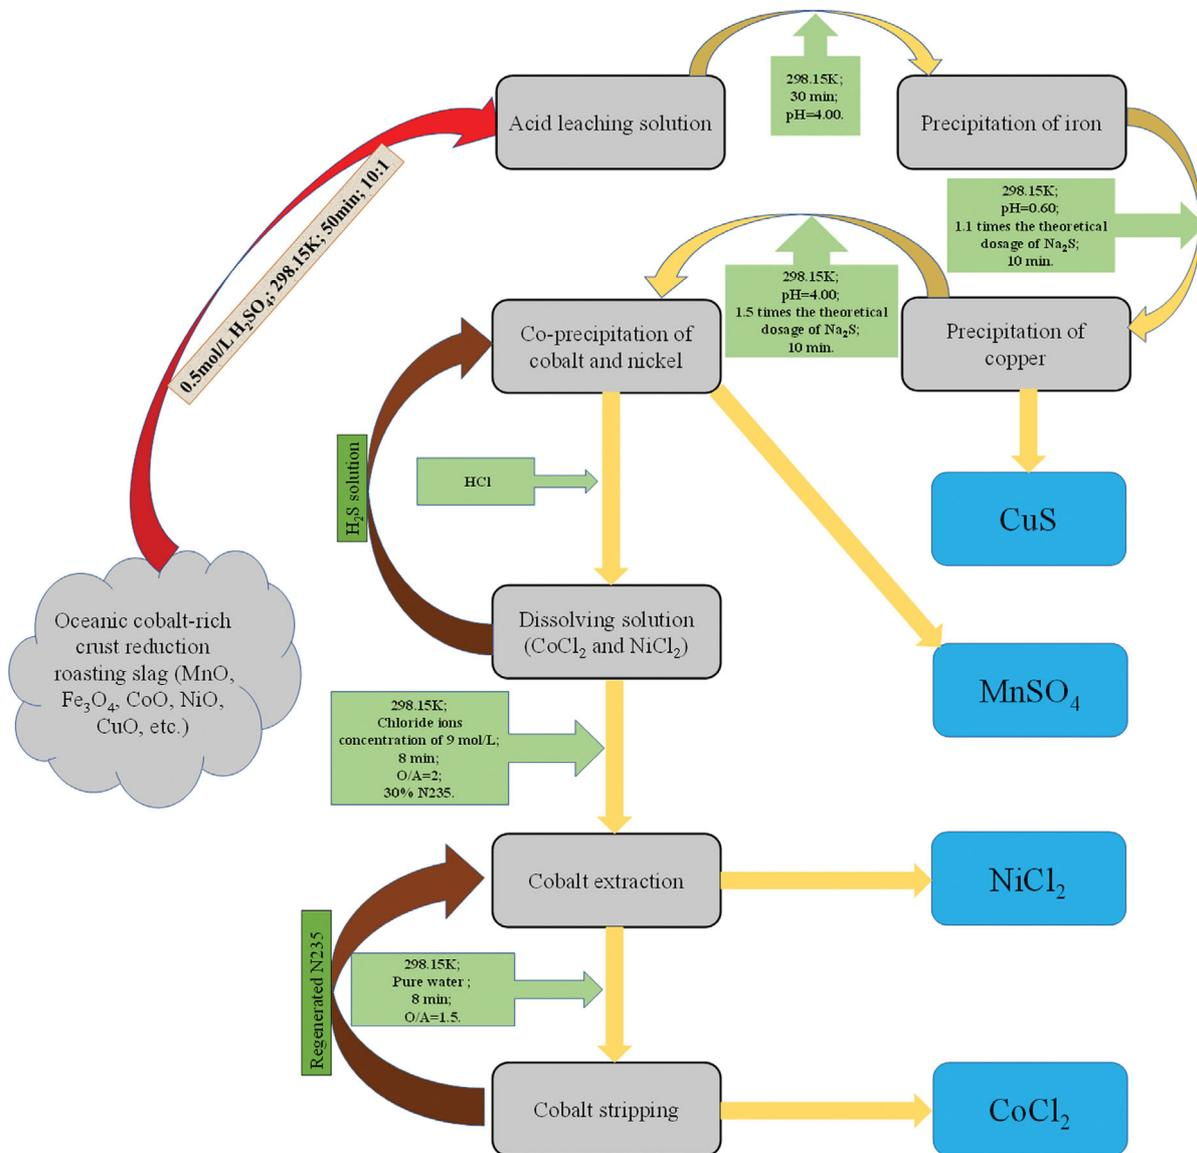 298.15K;
30 min;
pH=4.00.
Acid leaching solution
Precipitation of iron
0.5mol/L H₂SO₄; 298.15K; 50min; 10:1
298.15K;
pH=0.60;
1.1 times the theoretical
dosage of Na₂S;
10 min.
298.15K;
pH=4.00;
1.5 times the theoretical
dosage of Na₂S;
10 min.
Co-precipitation of
cobalt and nickel
Precipitation of
copper
H₂S solution
HCl
CuS
Oceanic cobalt-rich
crust reduction
roasting slag (MnO,
Fe₃O₄, CoO, NiO,
CuO, etc.)
Dissolving solution
(CoCl₂ and NiCl₂)
MnSO₄
298.15K;
Chloride ions
concentration of 9 mol/L;
8 min;
O/A=2;
30% N235.
Cobalt extraction
NiCl₂
Regenerated N235
298.15K;
Pure water ;
8 min;
O/A=1.5.
Cobalt stripping
CoCl₂